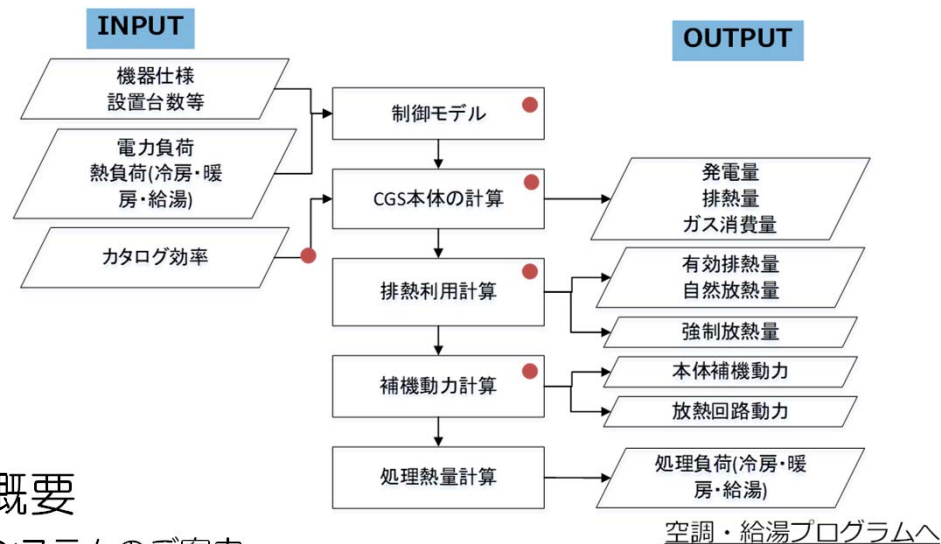 INPUT
OUTPUT
機器仕様
設置台数等
電力負荷
熱負荷(冷房・暖
房・給湯)
カタログ効率
制御モデル
CGS本体の計算
排熱利用計算
補機動力計算
処理熱量計算
発電量
排熱量
ガス消費量
有効排熱量
自然放熱量
強制放熱量
本体補機動力
放熱回路動力
処理負荷(冷房・暖
房・給湯)
空調・給湯プログラムへ
概要